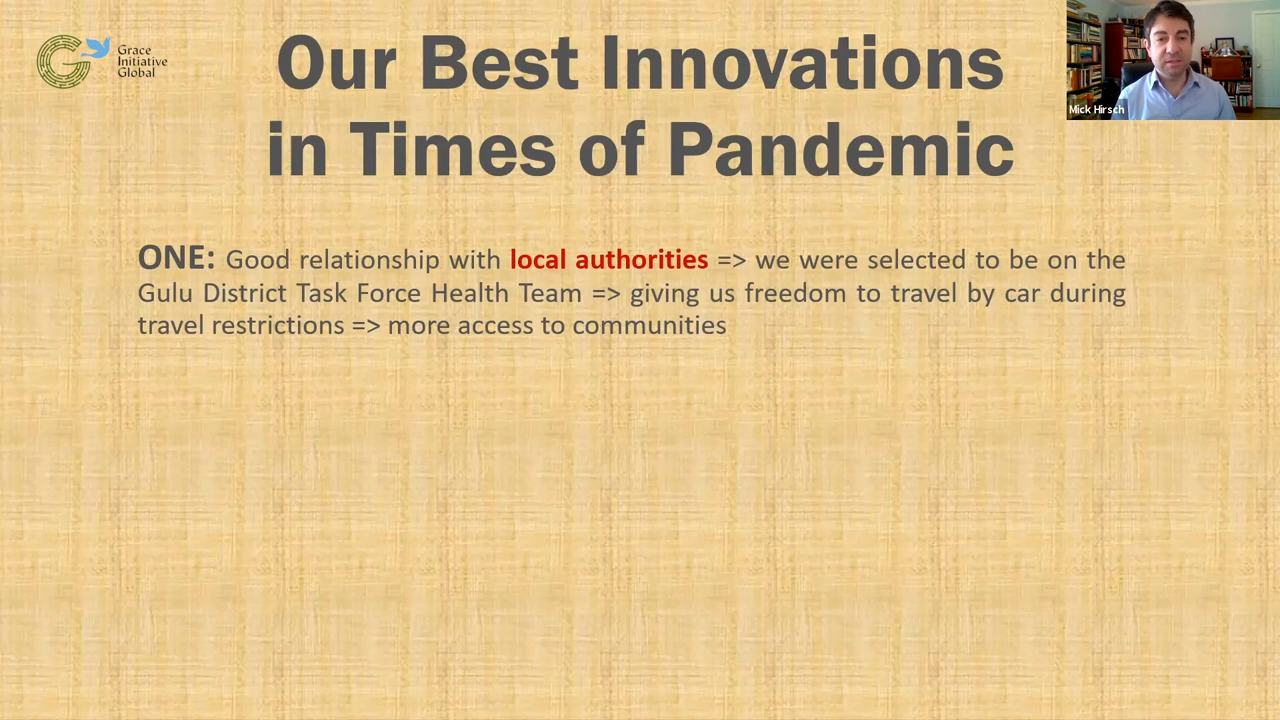 Grace
Initiative
Global
Our Best Innovations
in Times of Pandemic
Mick Hirsch
ONE: Good relationship with local authorities => we were selected to be on the
Gulu District Task Force Health Team => giving us freedom to travel by car during
travel restrictions => more access to communities